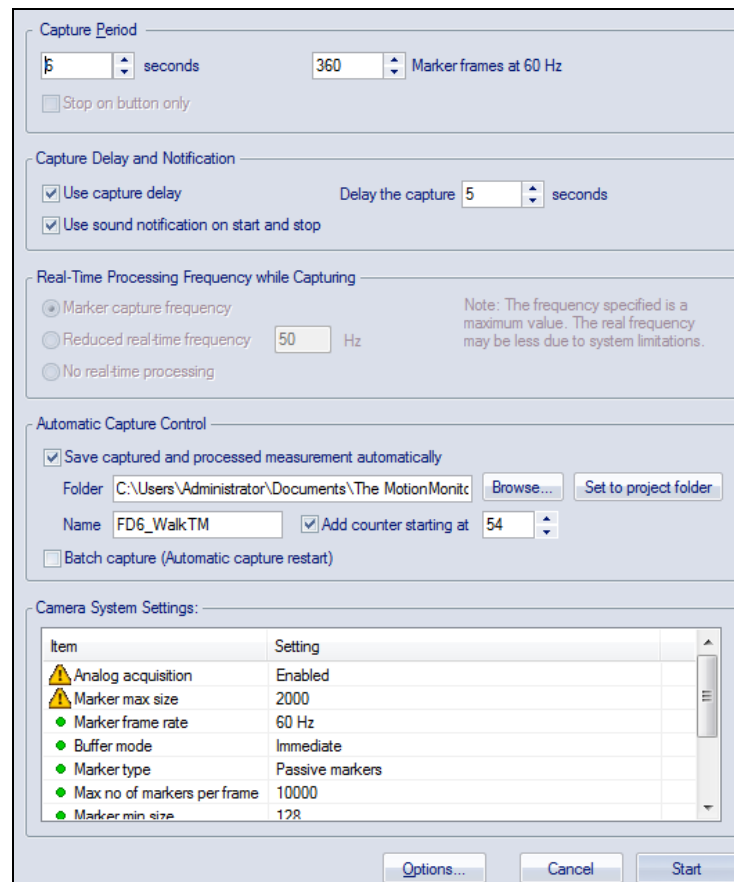 Capture Period
6 seconds 360 Marker frames at 60 Hz
Stop on button only
Capture Delay and Notification
Use capture delay Delay the capture 5 seconds
Use sound notification on start and stop
Real-Time Processing Frequency while Capturing
Marker capture frequency
Reduced real-time frequency 50 Hz
No real-time processing
Note: The frequency specified is a
maximum value. The real frequency
may be less due to system limitations.
Automatic Capture Control
Save captured and processed measurement automatically
Folder C:\Users\Administrator\Documents\The MotionMonitc Browse... Set to project folder
Name FD6_WalkTM Add counter starting at 54
Batch capture (Automatic capture restart)
Camera System Settings:
Item Setting
Analog acquisition Enabled
Marker max size 2000
Marker frame rate 60 Hz
Buffer mode Immediate
Marker type Passive markers
Max no of markers per frame 10000
Marker min size 128
Options... Cancel Start